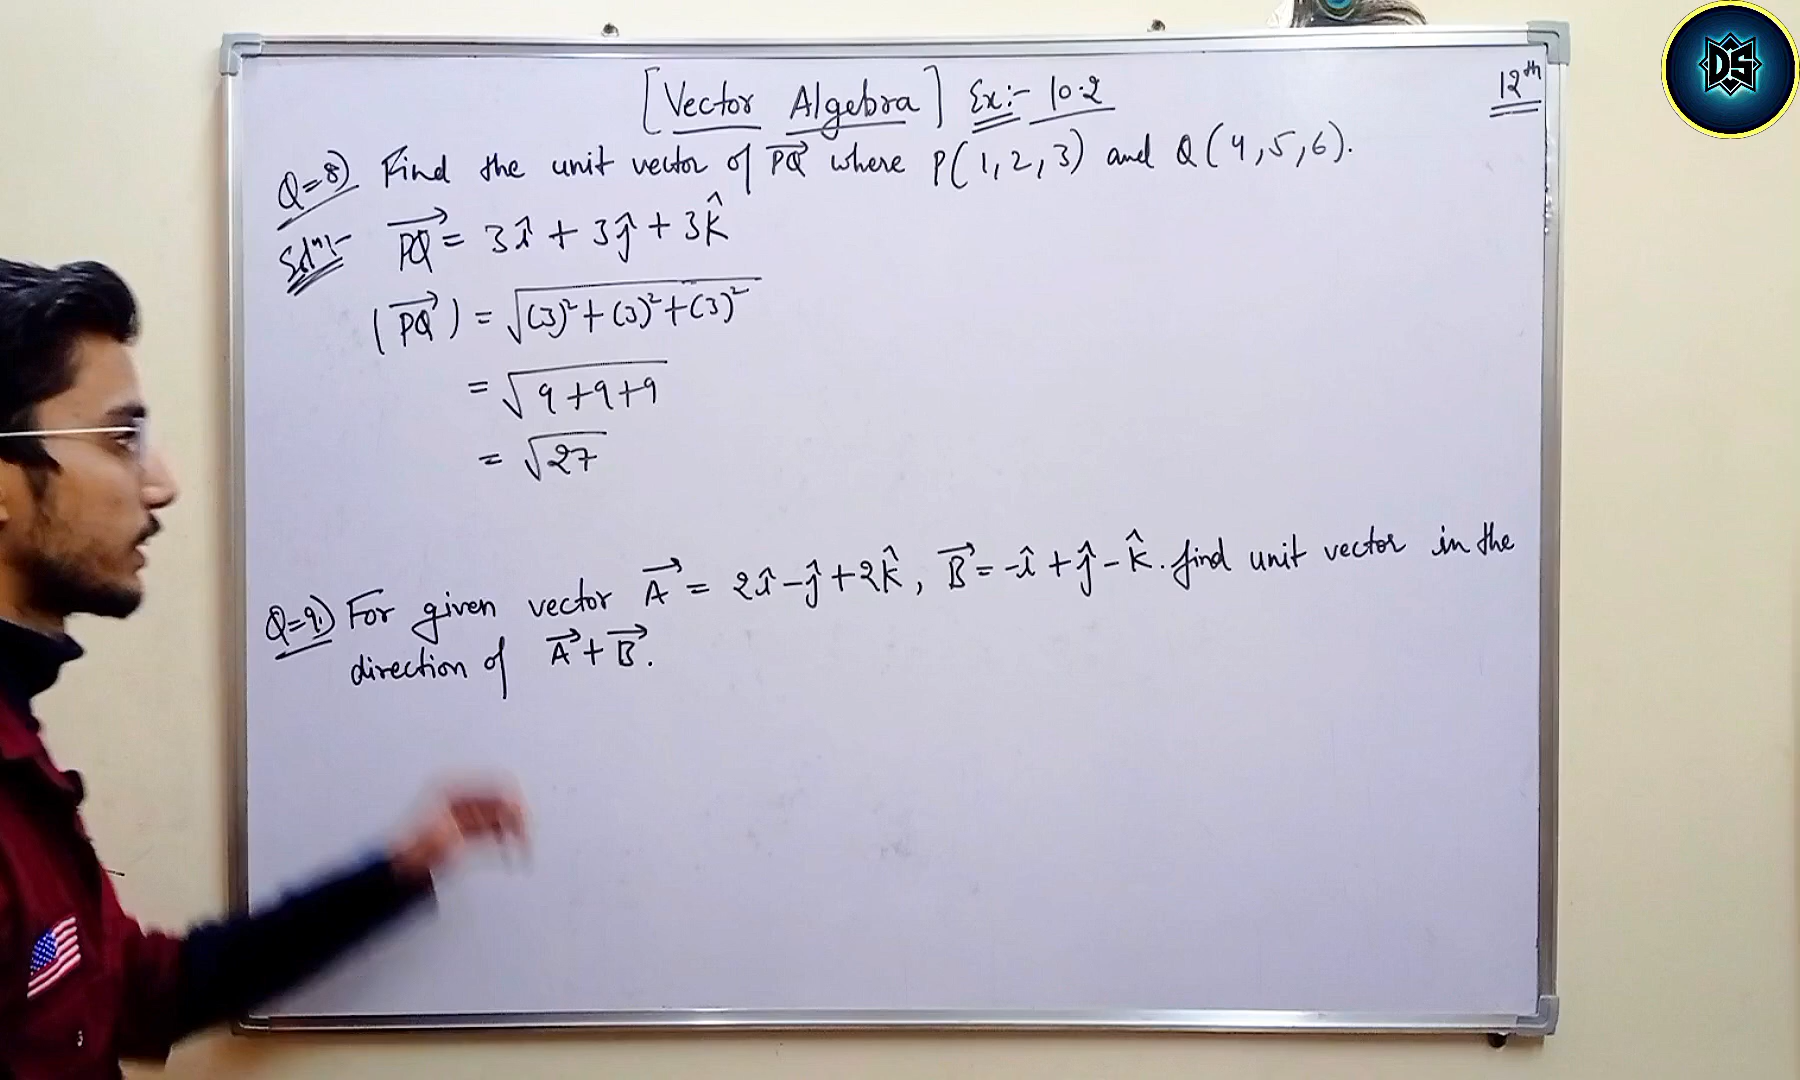 [Vector Algebra] Ex:- 10.2
12th
Q=8) Find the unit vector of PQ⃗ where P(1,2,3) and Q(4,5,6).
Solⁿ:- PQ⃗ = 3î + 3ĵ + 3k̂
|PQ⃗| = √((3)²+(3)²+(3)²)
= √(9+9+9)
= √27
Q=9.) For given vector A⃗ = 2î-ĵ+2k̂, B⃗=-î+ĵ-k̂. find unit vector in the
direction of A⃗+B⃗.
DS